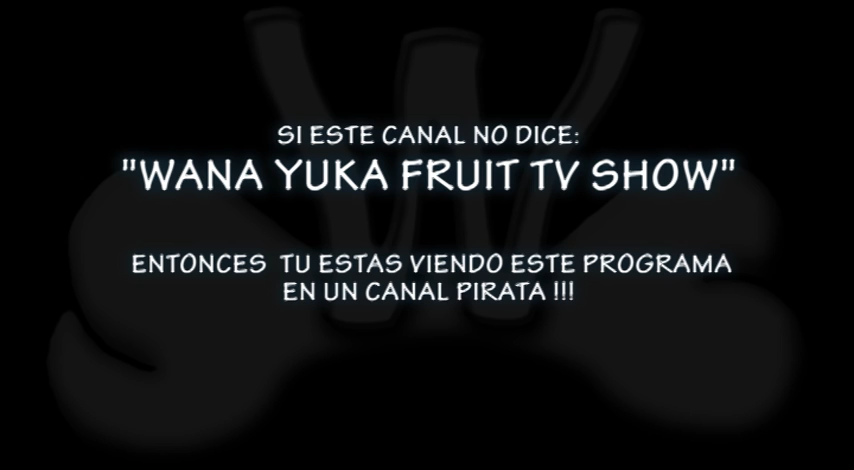 SI ESTE CANAL NO DICE:
"WANA YUKA FRUIT TV SHOW"
ENTONCES TU ESTAS VIENDO ESTE PROGRAMA
EN UN CANAL PIRATA !!!